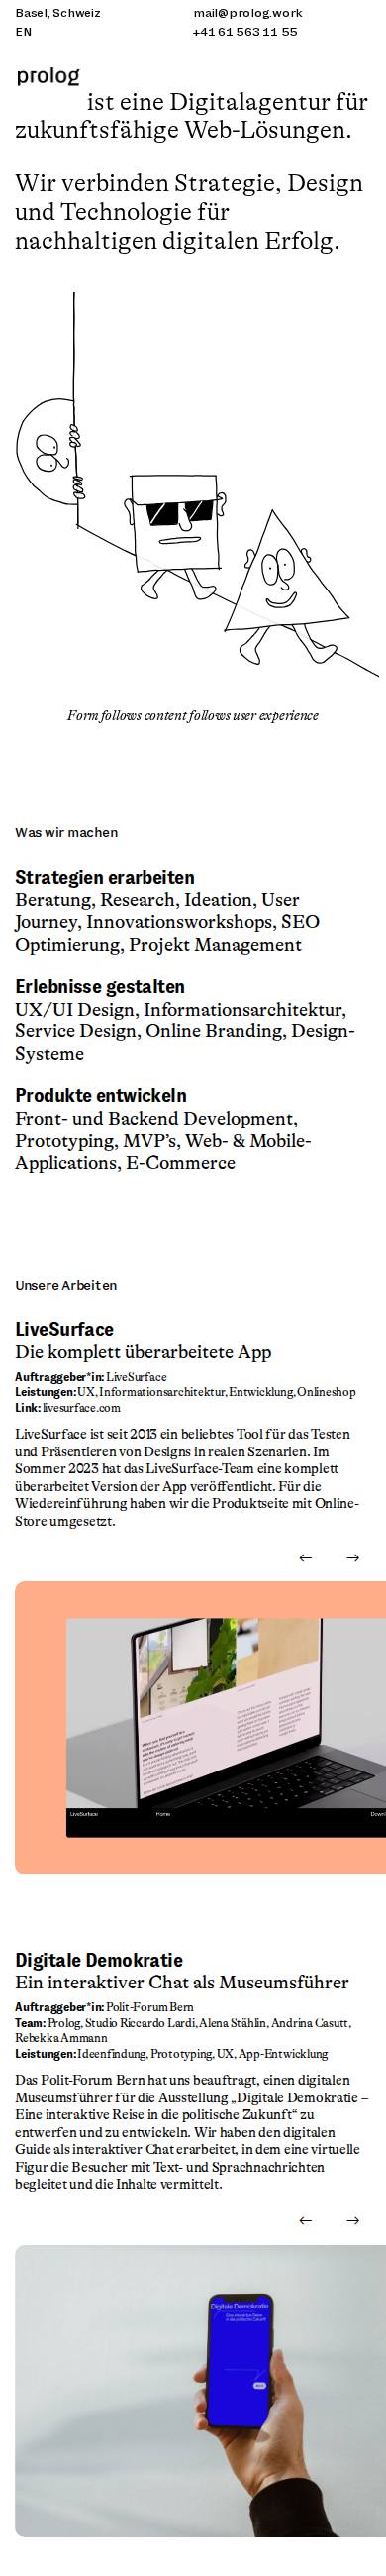 Basel, Schweiz
mail@prolog.work
EN
+41 61 563 11 55
prolog
ist eine Digitalagentur für
zukunftsfähige Web-Lösungen.
Wir verbinden Strategie, Design
und Technologie für
nachhaltigen digitalen Erfolg.
Form follows content follows user experience
Was wir machen
Strategien erarbeiten
Beratung, Research, Ideation, User
Journey, Innovationsworkshops, SEO
Optimierung, Projekt Management
Erlebnisse gestalten
UX/UI Design, Informationsarchitektur,
Service Design, Online Branding, Design-
Systeme
Produkte entwickeln
Front- und Backend Development,
Prototyping, MVP’s, Web- & Mobile-
Applications, E-Commerce
Unsere Arbeiten
LiveSurface
Die komplett überarbeitete App
Auftraggeber*in: LiveSurface
Leistungen: UX, Informationsarchitektur, Entwicklung, Onlineshop
Link: livesurface.com
LiveSurface ist seit 2013 ein beliebtes Tool für das Testen
und Präsentieren von Designs in realen Szenarien. Im
Sommer 2023 hat das LiveSurface-Team eine komplett
überarbeitet Version der App veröffentlicht. Für die
Wiedereinführung haben wir die Produktseite mit Online-
Store umgesetzt.
← →
LiveSurface Home Down
Digitale Demokratie
Ein interaktiver Chat als Museumsführer
Auftraggeber*in: Polit-Forum Bern
Team: Prolog, Studio Riccardo Lardi, Alena Stählin, Andrina Casutt,
Rebekka Ammann
Leistungen: Ideenfindung, Prototyping, UX, App-Entwicklung
Das Polit-Forum Bern hat uns beauftragt, einen digitalen
Museumsführer für die Ausstellung „Digitale Demokratie –
Eine interaktive Reise in die politische Zukunft“ zu
entwerfen und zu entwickeln. Wir haben den digitalen
Guide als interaktiver Chat erarbeitet, in dem eine virtuelle
Figur die Besucher mit Text- und Sprachnachrichten
begleitet und die Inhalte vermittelt.
← →
Digitale Demokratie